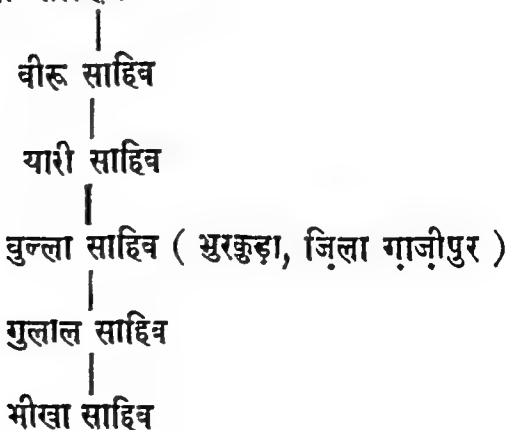 वीरू साहिब
यारी साहिब
बुल्ला साहिब ( भुरकुड़ा, ज़िला ग़ाज़ीपुर )
गुलाल साहिब
भीखा साहिब